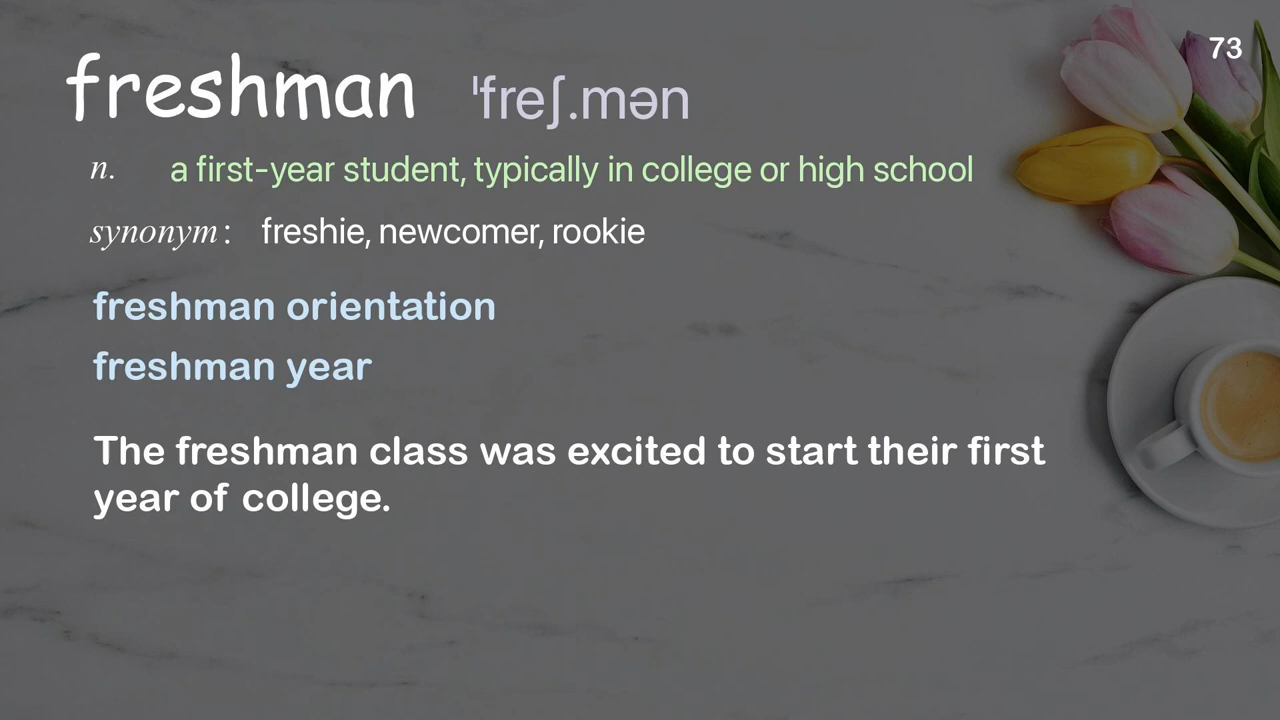 73
freshman ˈfreʃ.mən
n. a first-year student, typically in college or high school
synonym: freshie, newcomer, rookie
freshman orientation
freshman year
The freshman class was excited to start their first
year of college.